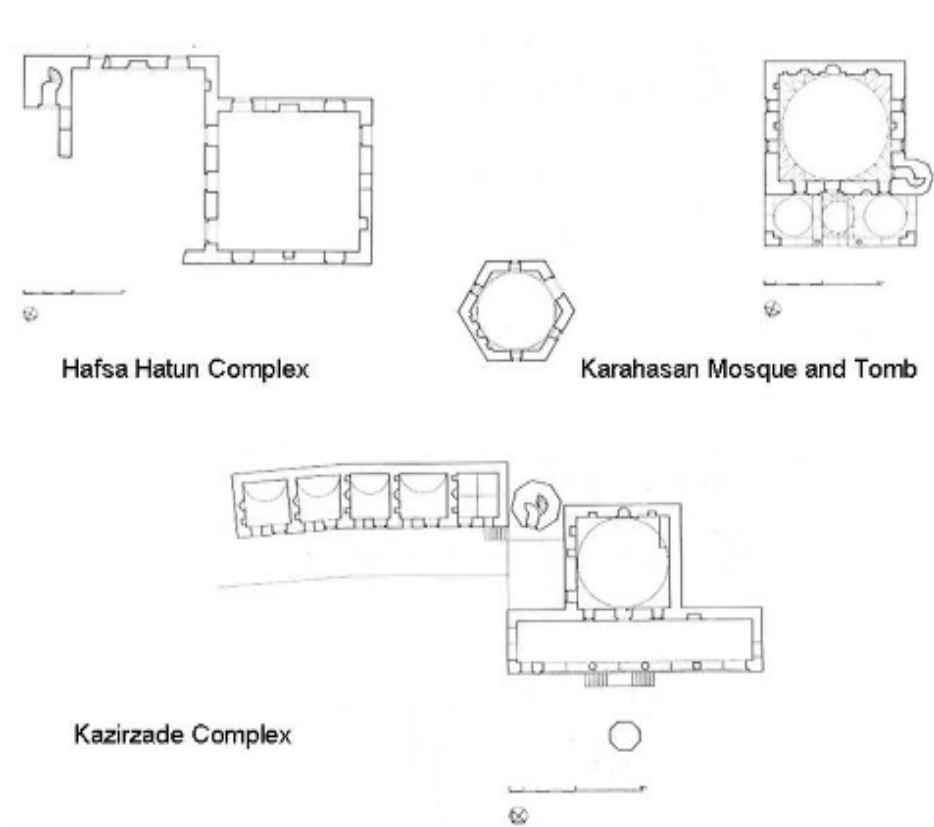 Hafsa Hatun Complex
Karahasan Mosque and Tomb
Kazirzade Complex